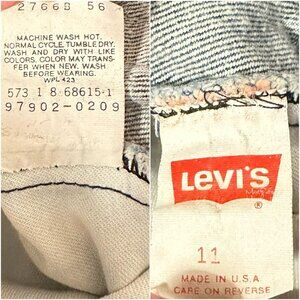 27668 56
MACHINE WASH HOT,
NORMAL CYCLE, TUMBLE DRY,
WASH AND DRY WITH LIKE
COLORS. COLOR MAY TRANS-
FER WHEN NEW. WASH
BEFORE WEARING.
WPL 423
573 1 8 68615-1
97902-0209
LEVI'S
®
11
MADE IN U.S.A
CARE ON REVERSE